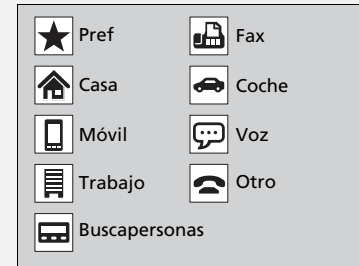 Pref
Fax
Casa
Coche
Móvil
Voz
Trabajo
Otro
Buscapersonas